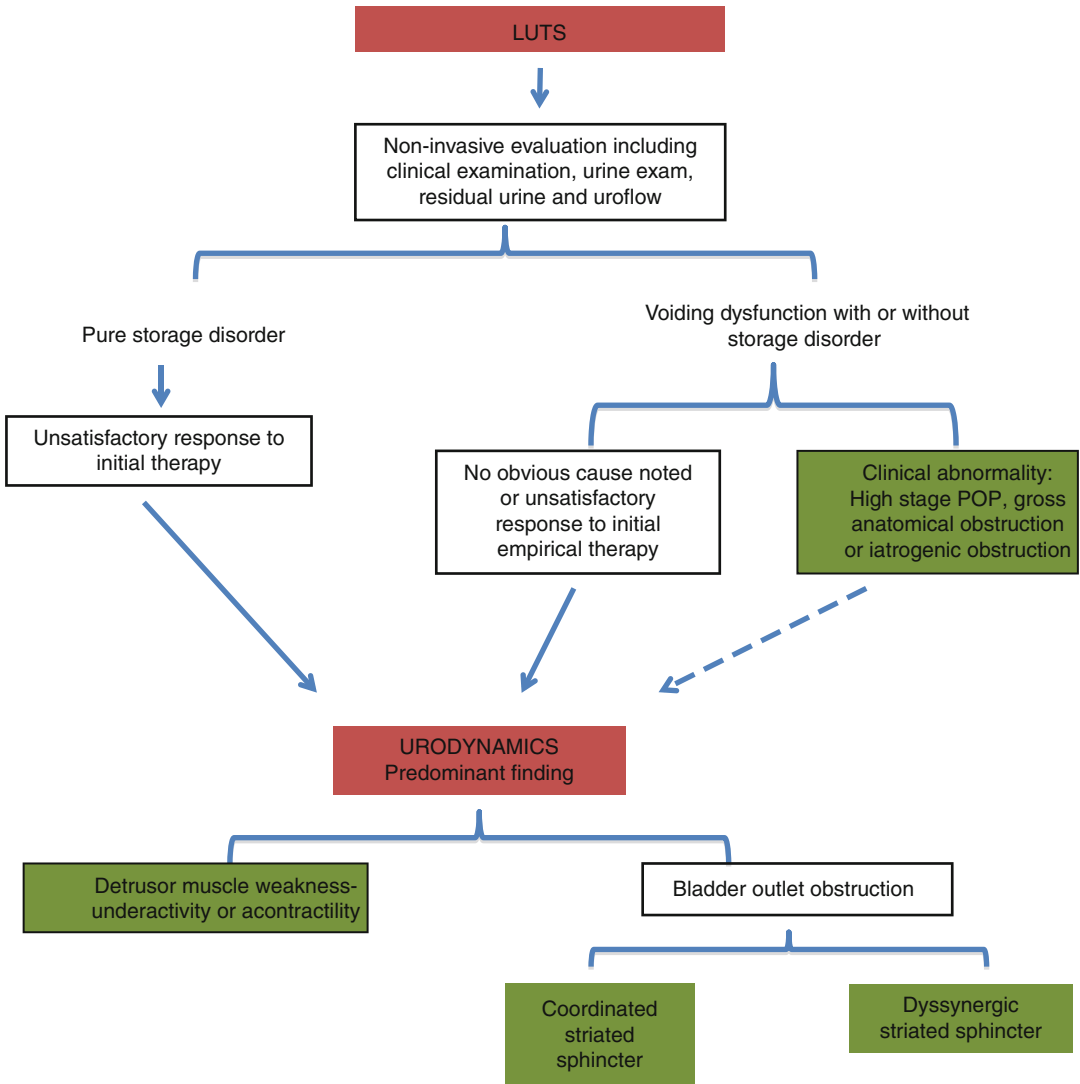 LUTS
Non-invasive evaluation including
clinical examination, urine exam,
residual urine and uroflow
Pure storage disorder
Voiding dysfunction with or without
storage disorder
Unsatisfactory response to
initial therapy
No obvious cause noted
or unsatisfactory
response to initial
empirical therapy
Clinical abnormality:
High stage POP, gross
anatomical obstruction
or iatrogenic obstruction
URODYNAMICS
Predominant finding
Detrusor muscle weakness-
underactivity or acontractility
Bladder outlet obstruction
Coordinated
striated
sphincter
Dyssynergic
striated sphincter